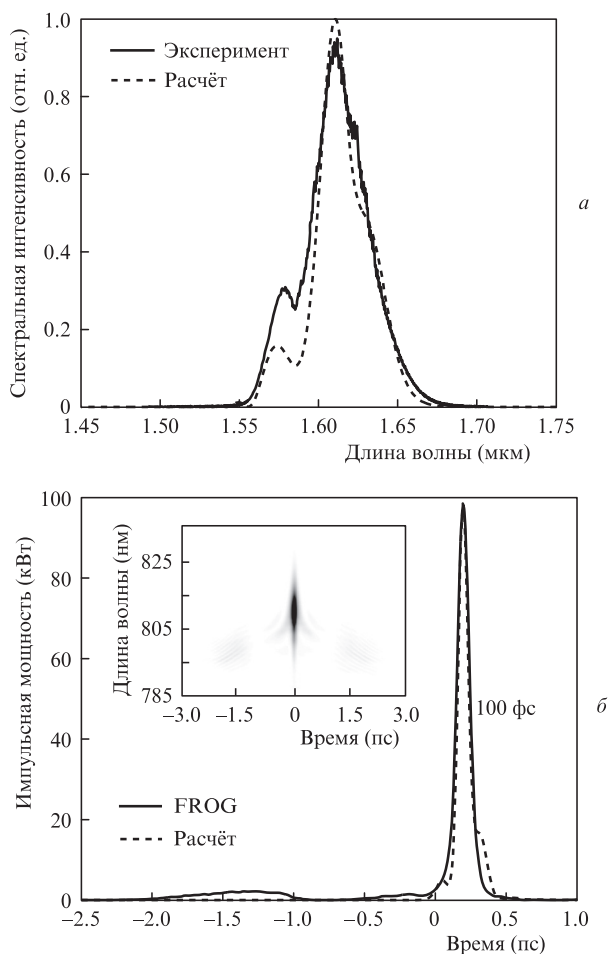 Спектральная интенсивность (отн. ед.)
1.0
0.8
0.6
0.4
0.2
0
Эксперимент
Расчёт
а
1.45 1.50 1.55 1.60 1.65 1.70 1.75
Длина волны (мкм)
Импульсная мощность (кВт)
100
80
60
40
20
0
Длина волны (нм)
825
805
785
−3.0 −1.5 0 1.5 3.0
Время (пс)
100 фс
б
FROG
Расчёт
−2.5 −2.0 −1.5 −1.0 −0.5 0 0.5 1.0
Время (пс)